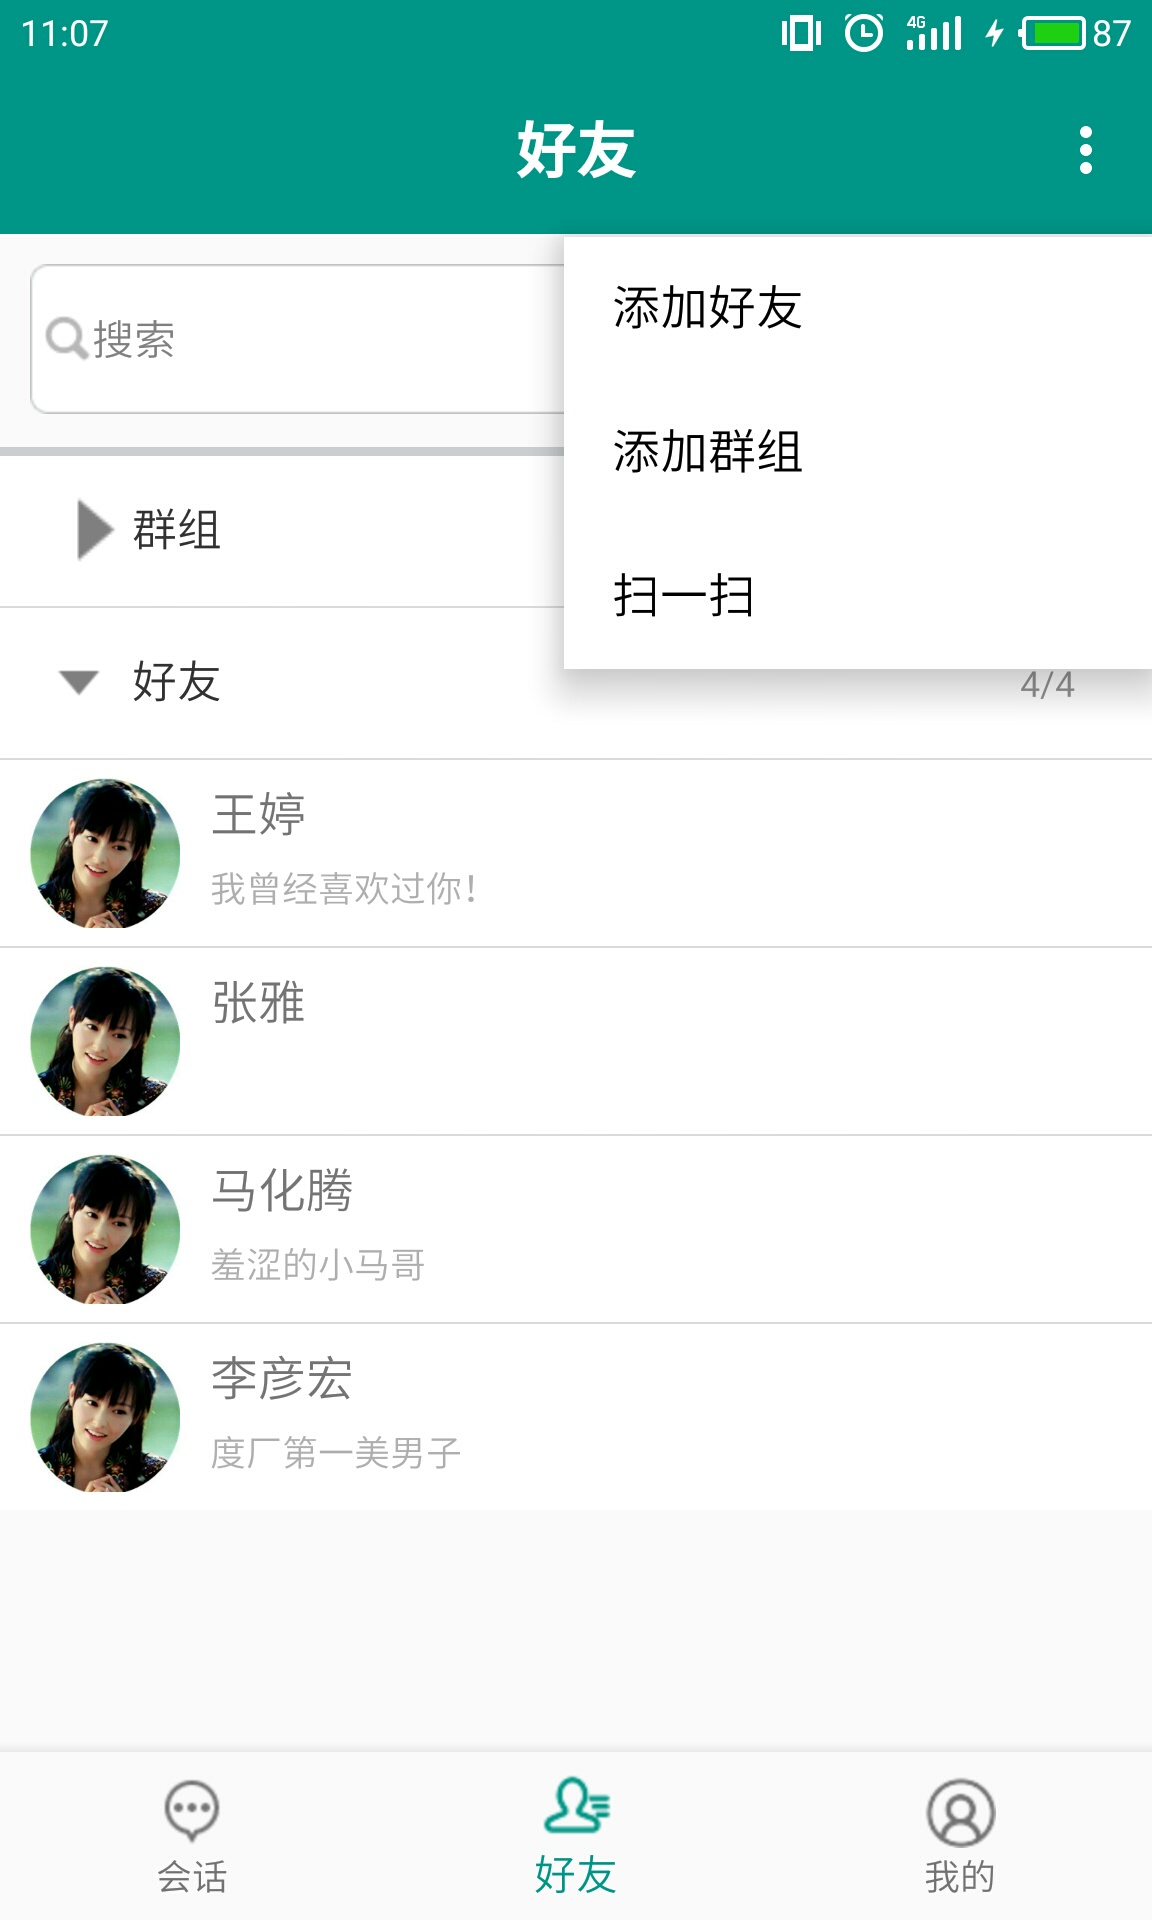 11:07
4G
87
好友
搜索
添加好友
添加群组
扫一扫
群组
好友
4/4
王婷
我曾经喜欢过你！
张雅
马化腾
羞涩的小马哥
李彦宏
度厂第一美男子
会话
好友
我的